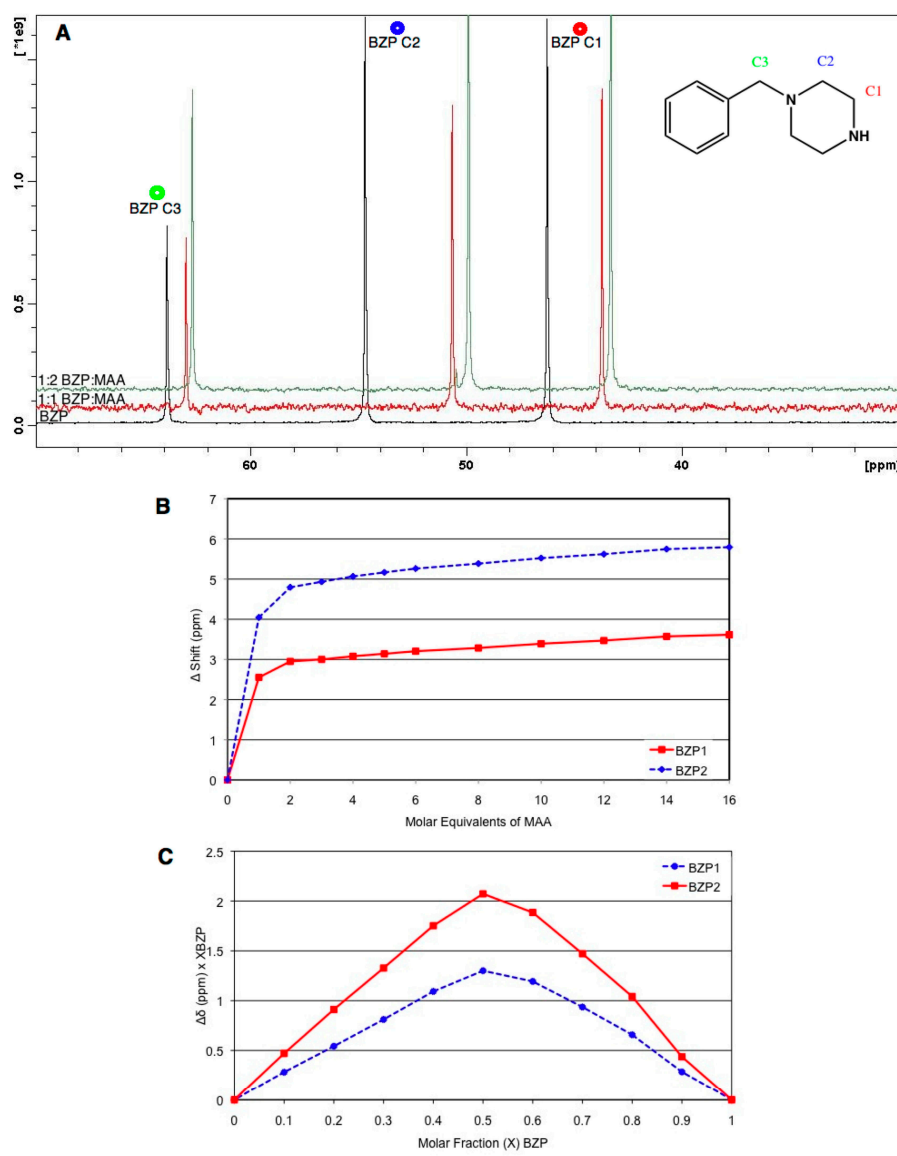 A
[ *1e9]
1.0
0.5
0.0
BZP C3
BZP C2
BZP C1
C3
C2
C1
N
NH
1:2 BZP:MAA
1:1 BZP:MAA
BZP
60
50
40
[ppm]
B
7
6
5
4
3
2
1
0
Δ Shift (ppm)
BZP1
BZP2
0 2 4 6 8 10 12 14 16
Molar Equivalents of MAA
C
2.5
2
1.5
1
0.5
0
Δδ (ppm) x XBZP
BZP1
BZP2
0 0.1 0.2 0.3 0.4 0.5 0.6 0.7 0.8 0.9 1
Molar Fraction (X) BZP